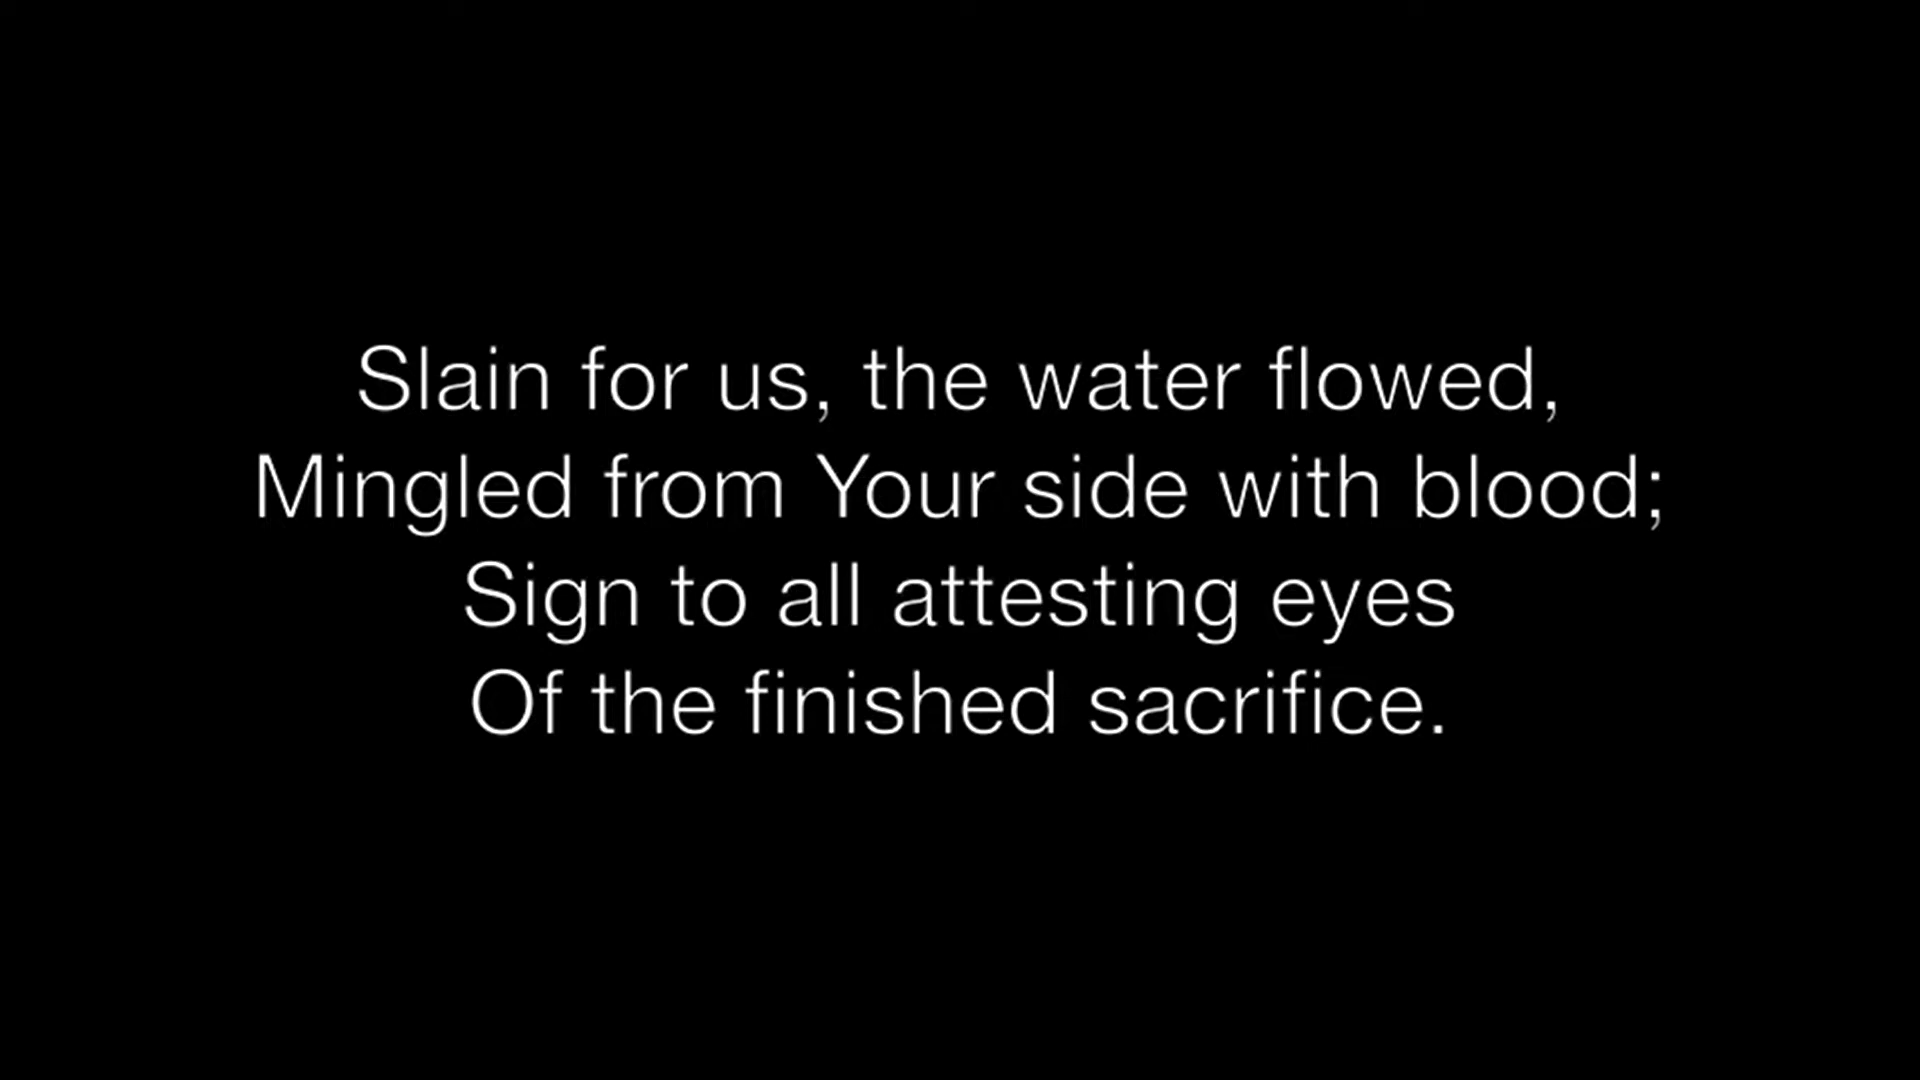 Slain for us, the water flowed,
Mingled from Your side with blood;
Sign to all attesting eyes
Of the finished sacrifice.